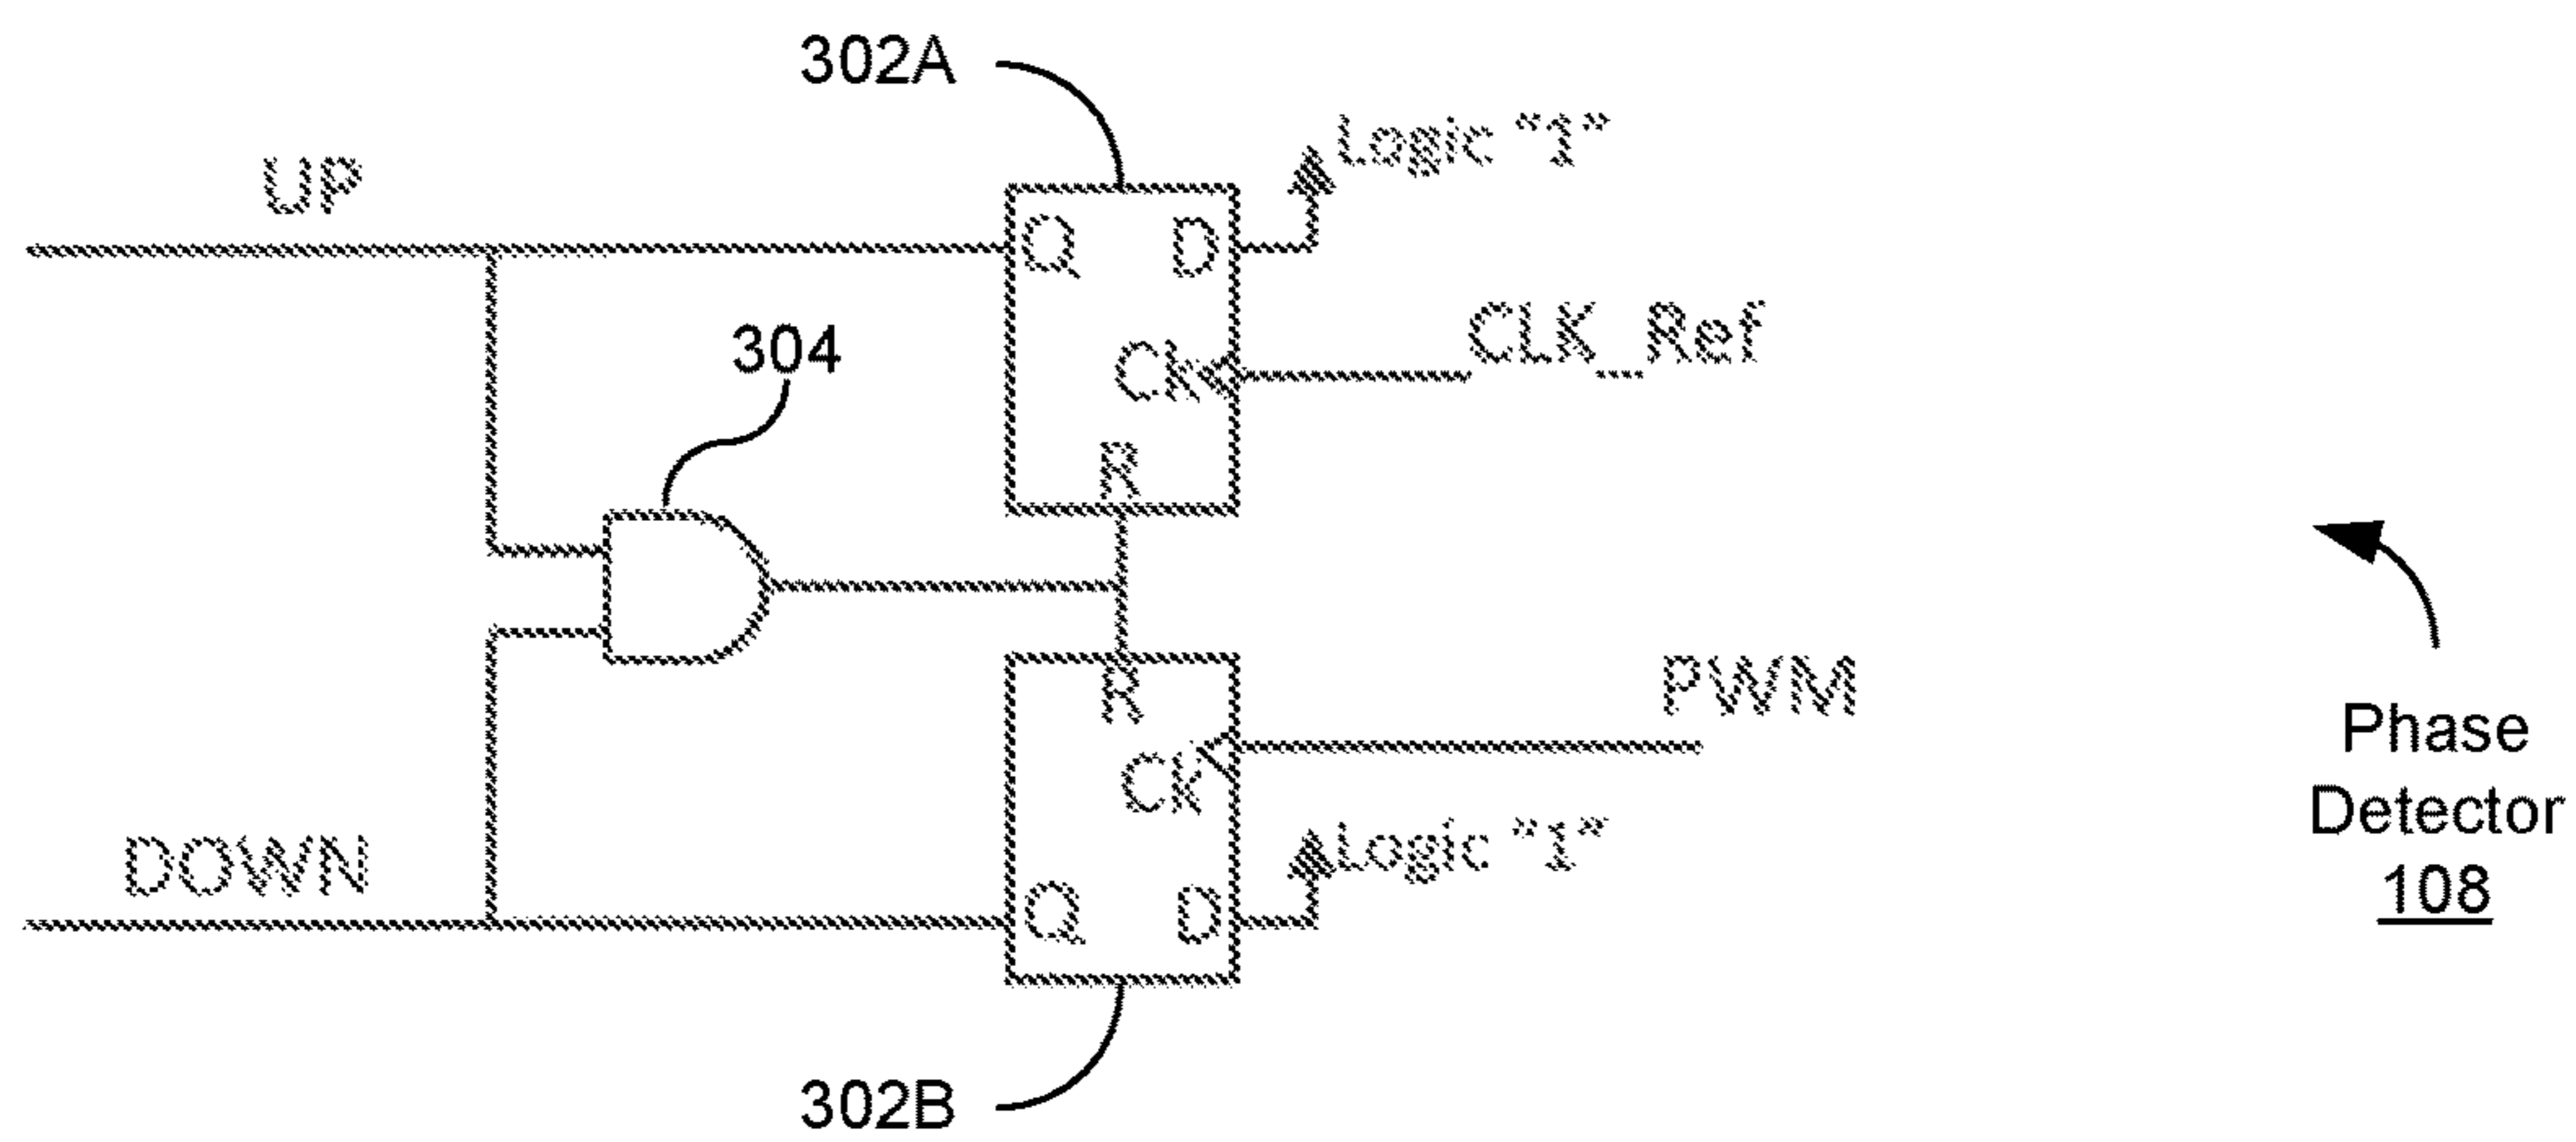 302A
Logic "1"
UP
Q D
CLK_Ref
304
Ck
R
R
PWM
Ck
Phase
Detector
108
DOWN
Logic "1"
Q D
302B